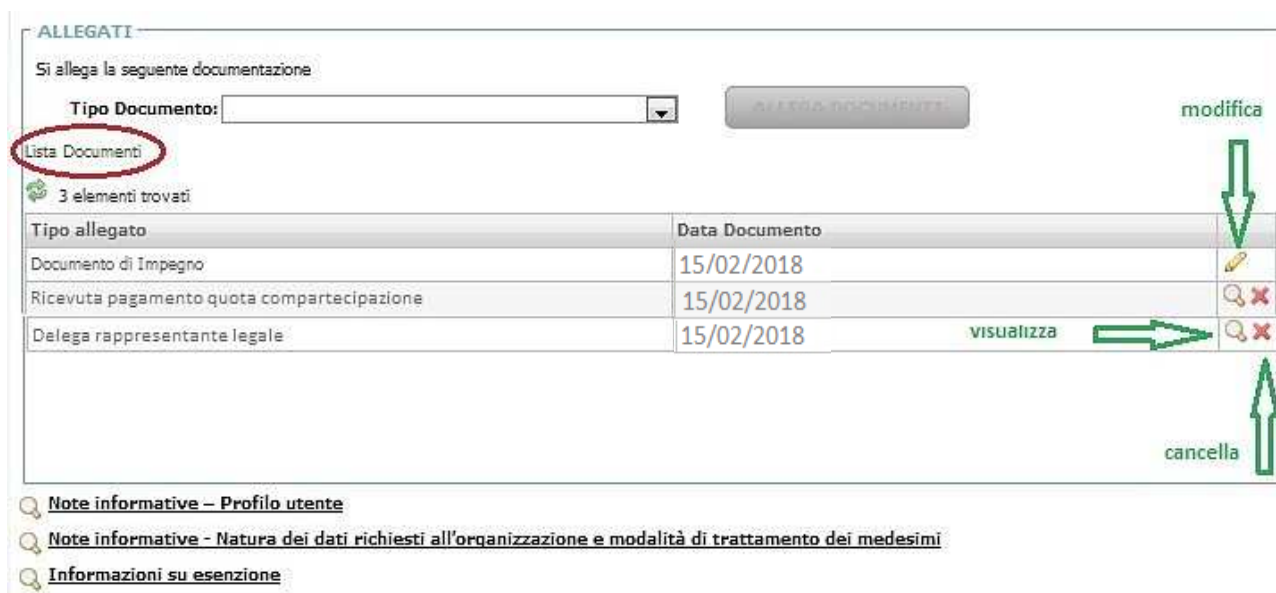 ALLEGATI
Si allega la seguente documentazione
Tipo Documento:
ALLEGA DOCUMENTI
modifica
Lista Documenti
3 elementi trovati
Tipo allegato Data Documento
Documento di Impegno 15/02/2018
Ricevuta pagamento quota compartecipazione 15/02/2018
Delega rappresentante legale 15/02/2018 visualizza
cancella
Note informative – Profilo utente
Note informative - Natura dei dati richiesti all'organizzazione e modalità di trattamento dei medesimi
Informazioni su esenzione